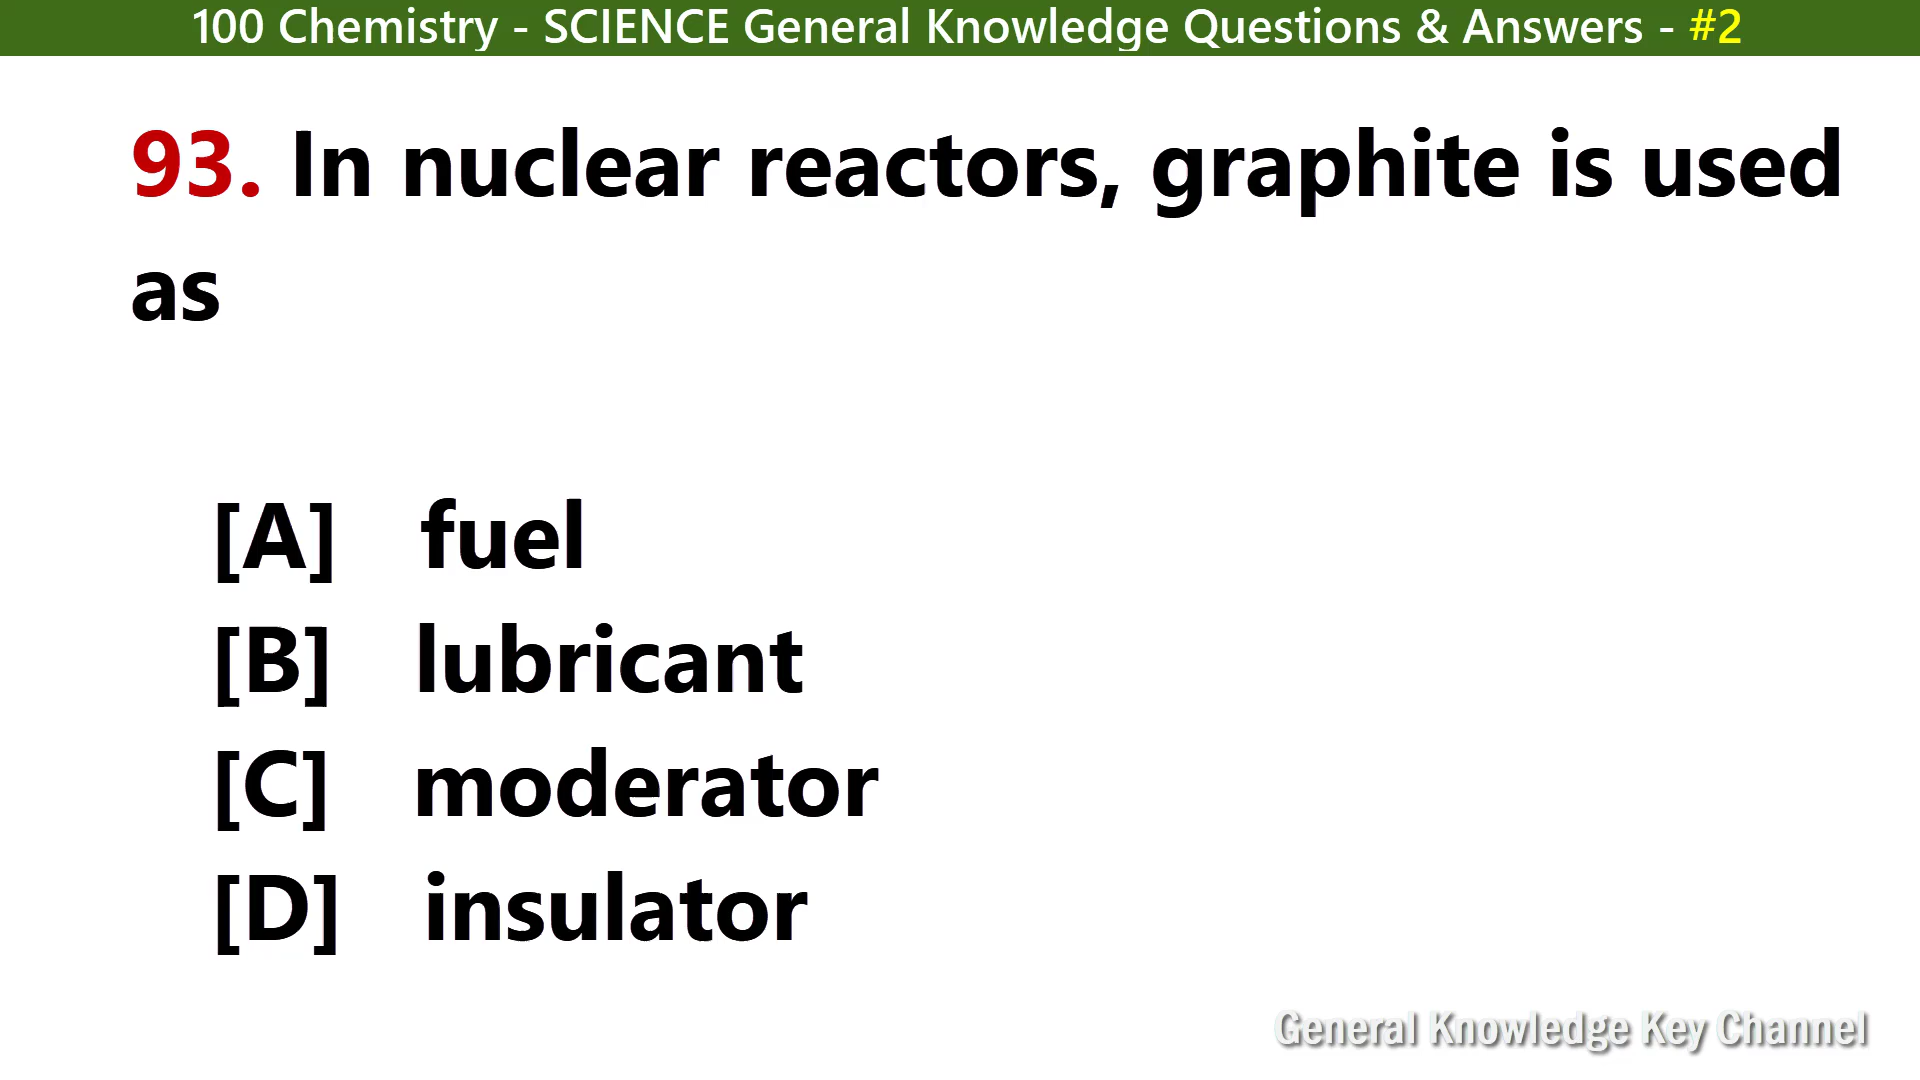 100 Chemistry - SCIENCE General Knowledge Questions & Answers - #2
93. In nuclear reactors, graphite is used
as
[A] fuel
[B] lubricant
[C] moderator
[D] insulator
General Knowledge Key Channel